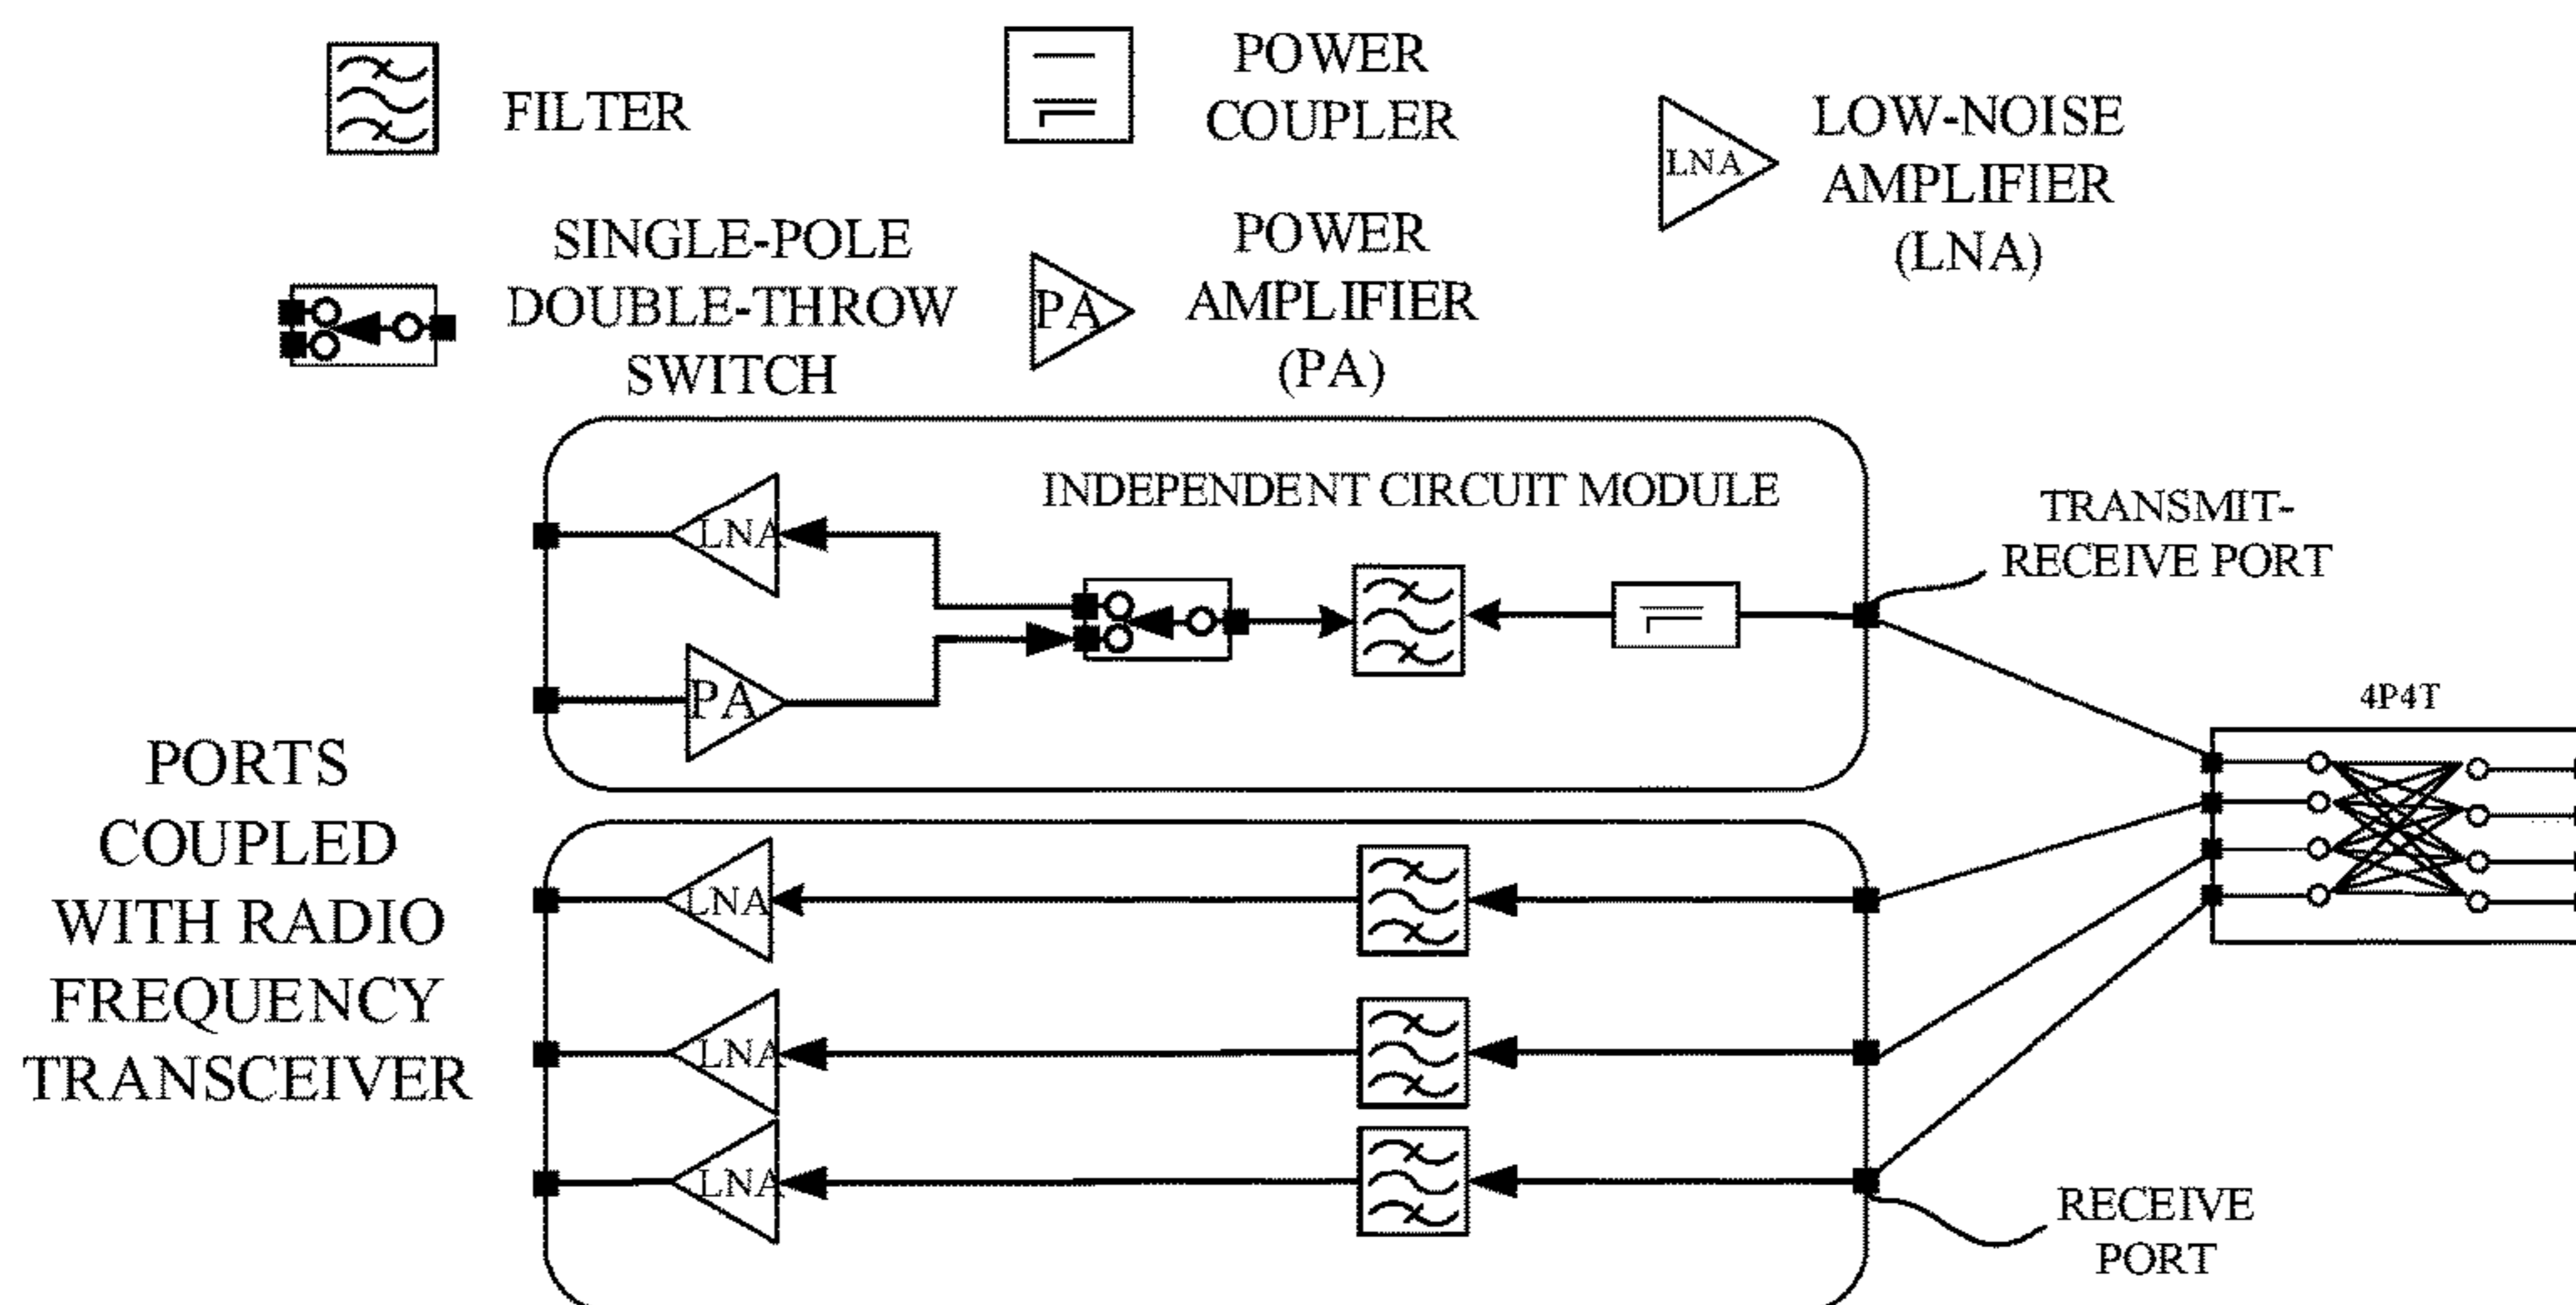 FILTER
POWER
COUPLER
LNA
LOW-NOISE
AMPLIFIER
(LNA)
SINGLE-POLE
DOUBLE-THROW
SWITCH
PA
POWER
AMPLIFIER
(PA)
INDEPENDENT CIRCUIT MODULE
LNA
PA
TRANSMIT-
RECEIVE PORT
4P4T
PORTS
COUPLED
WITH RADIO
FREQUENCY
TRANSCEIVER
LNA
LNA
LNA
RECEIVE
PORT